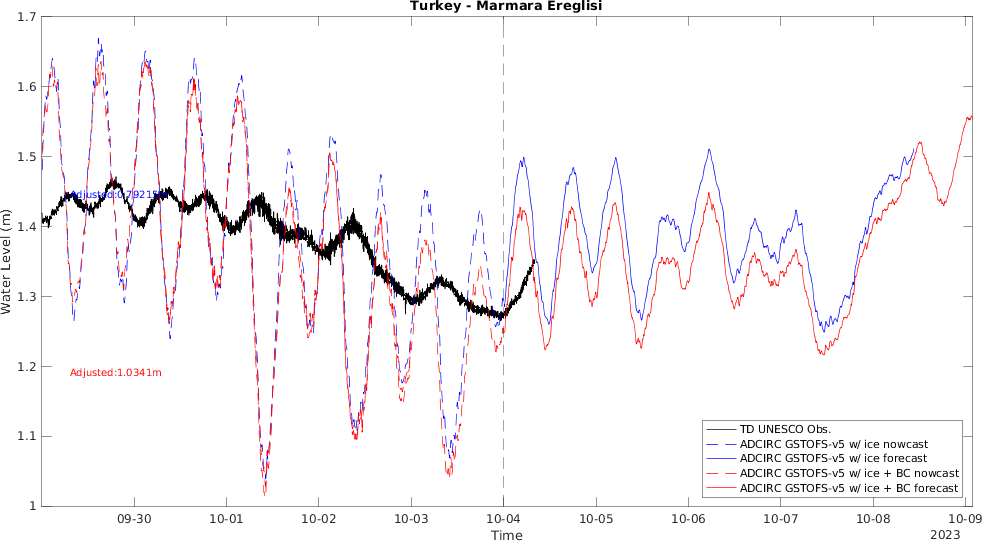 Turkey - Marmara Ereglisi
1.7
1.6
1.5
1.4
1.3
1.2
1.1
1
Water Level (m)
Adjusted:0.7921
Adjusted:1.0341m
TD UNESCO Obs.
ADCIRC GSTOFS-v5 w/ ice nowcast
ADCIRC GSTOFS-v5 w/ ice forecast
ADCIRC GSTOFS-v5 w/ ice + BC nowcast
ADCIRC GSTOFS-v5 w/ ice + BC forecast
09-30
10-01
10-02
10-03
10-04
10-05
10-06
10-07
10-08
10-09
Time
2023